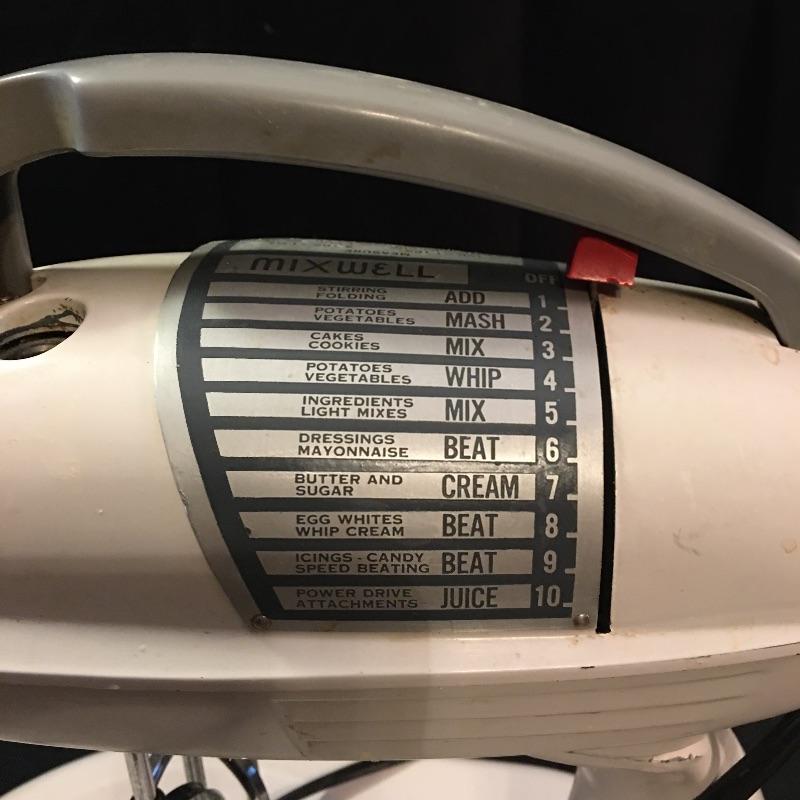 MEASURE
MIXWELL OFF
STIRRING
FOLDING ADD 1
POTATOES
VEGETABLES MASH 2
CAKES
COOKIES MIX 3
POTATOES
VEGETABLES WHIP 4
INGREDIENTS
LIGHT MIXES MIX 5
DRESSINGS
MAYONNAISE BEAT 6
BUTTER AND
SUGAR CREAM 7
EGG WHITES
WHIP CREAM BEAT 8
ICINGS - CANDY
SPEED BEATING BEAT 9
POWER DRIVE
ATTACHMENTS JUICE 10